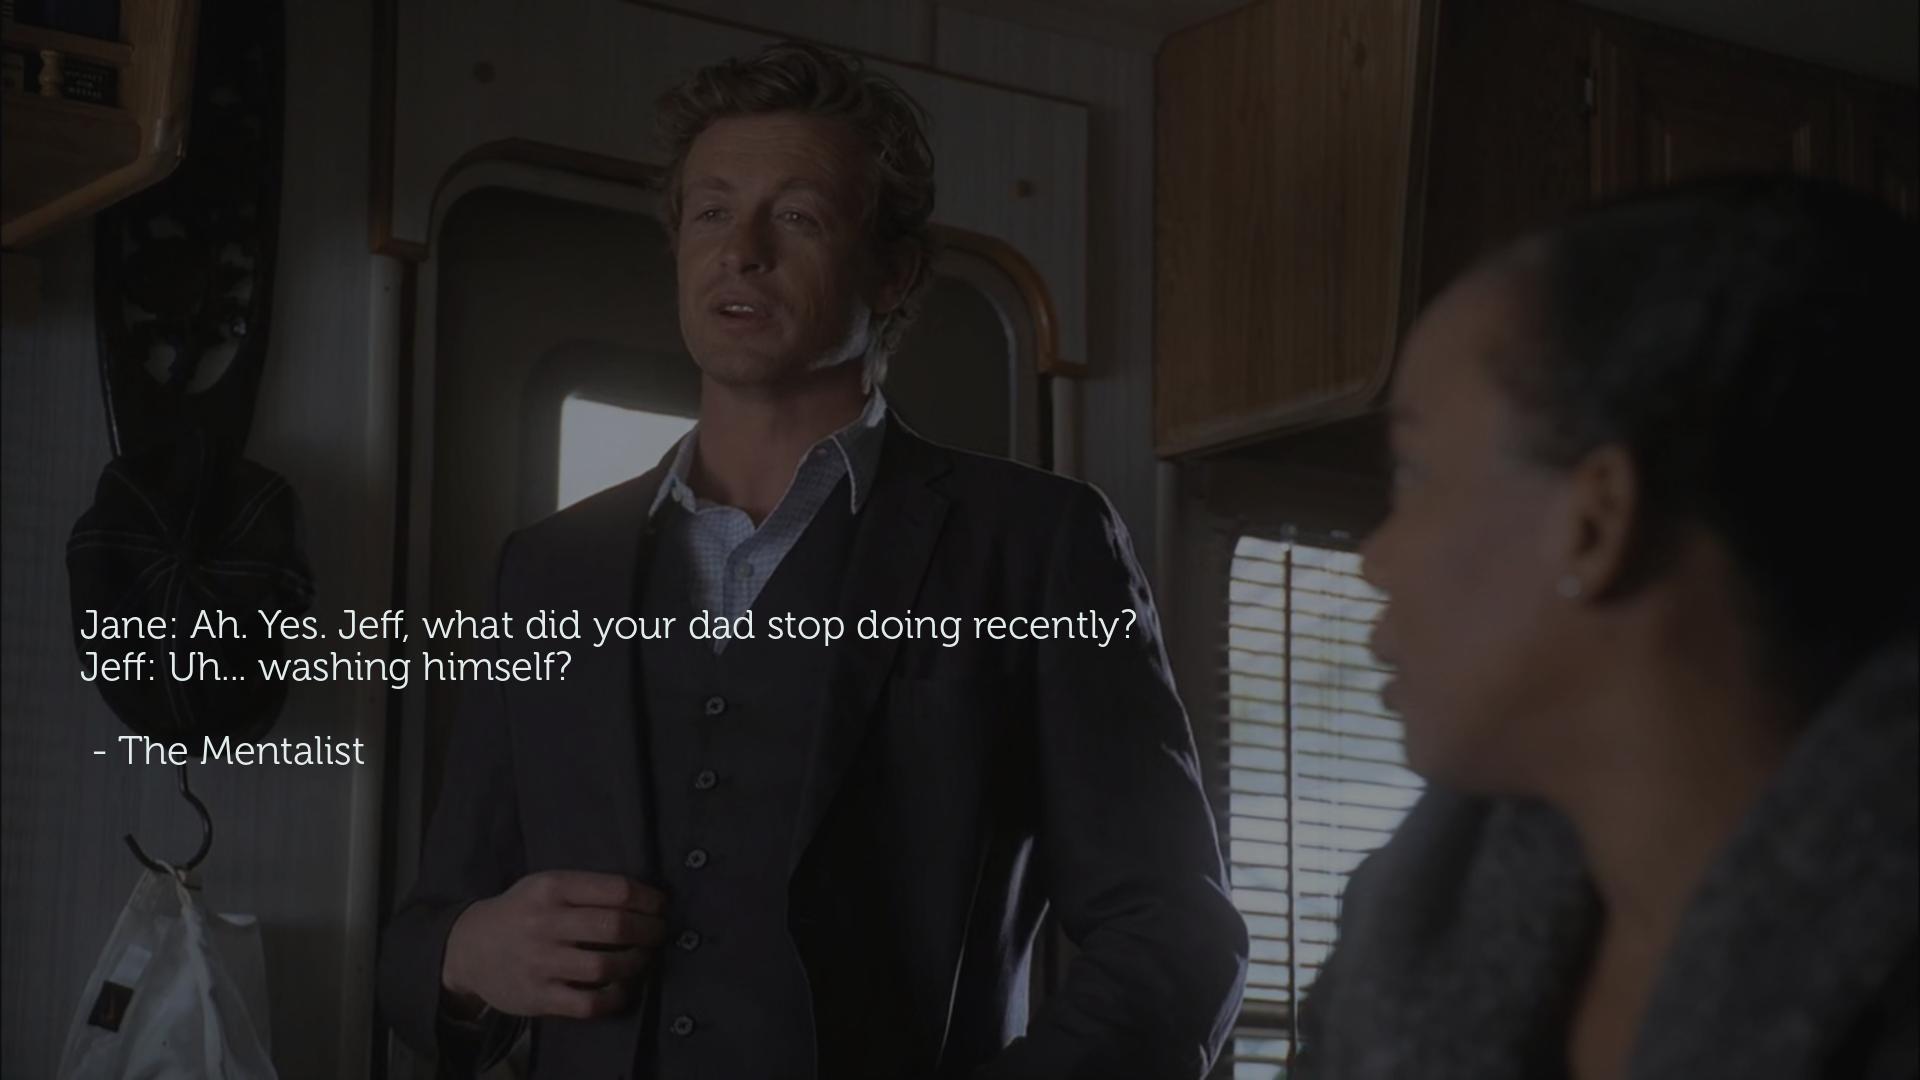 Jane: Ah. Yes. Jeff, what did your dad stop doing recently?
Jeff: Uh... washing himself?
- The Mentalist